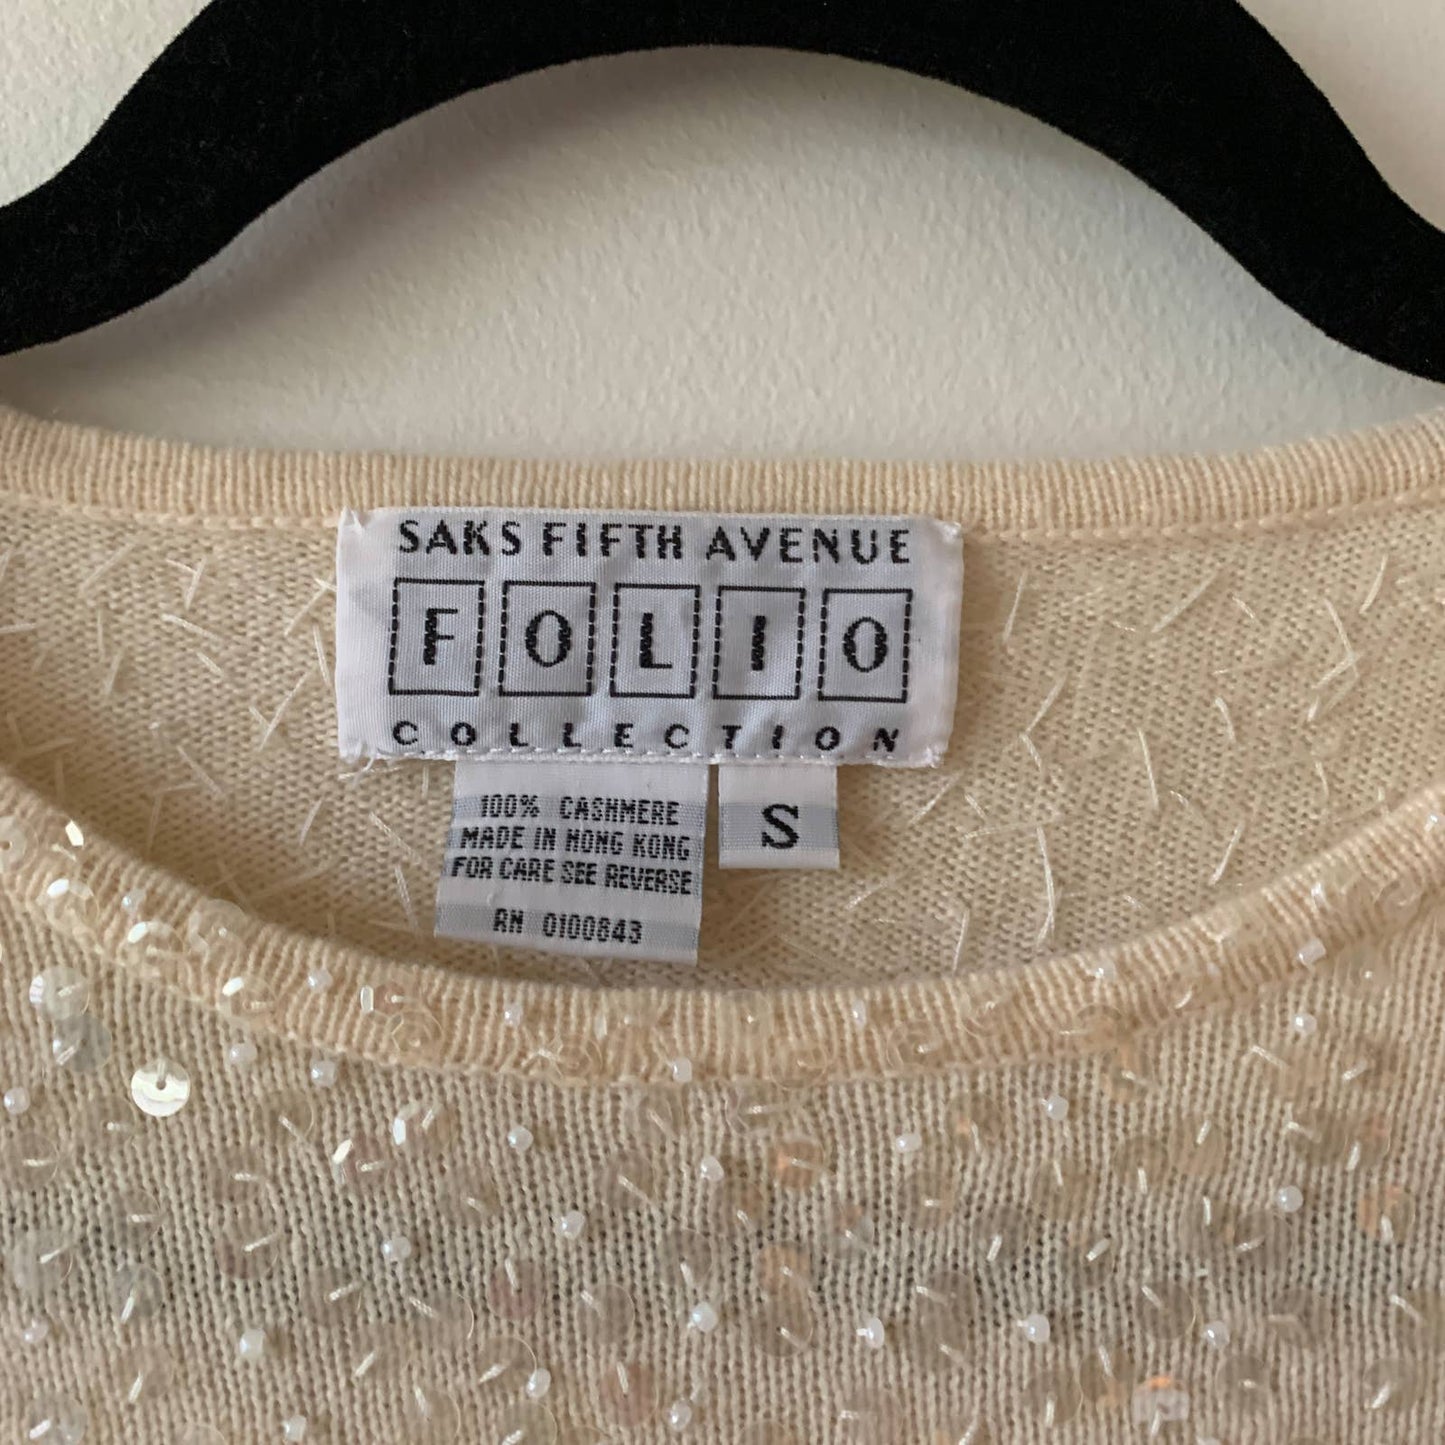 SAKS FIFTH AVENUE
FOLIO
COLLECTION
100% CASHMERE
MADE IN HONG KONG
FOR CARE SEE REVERSE
RN 0100843
S